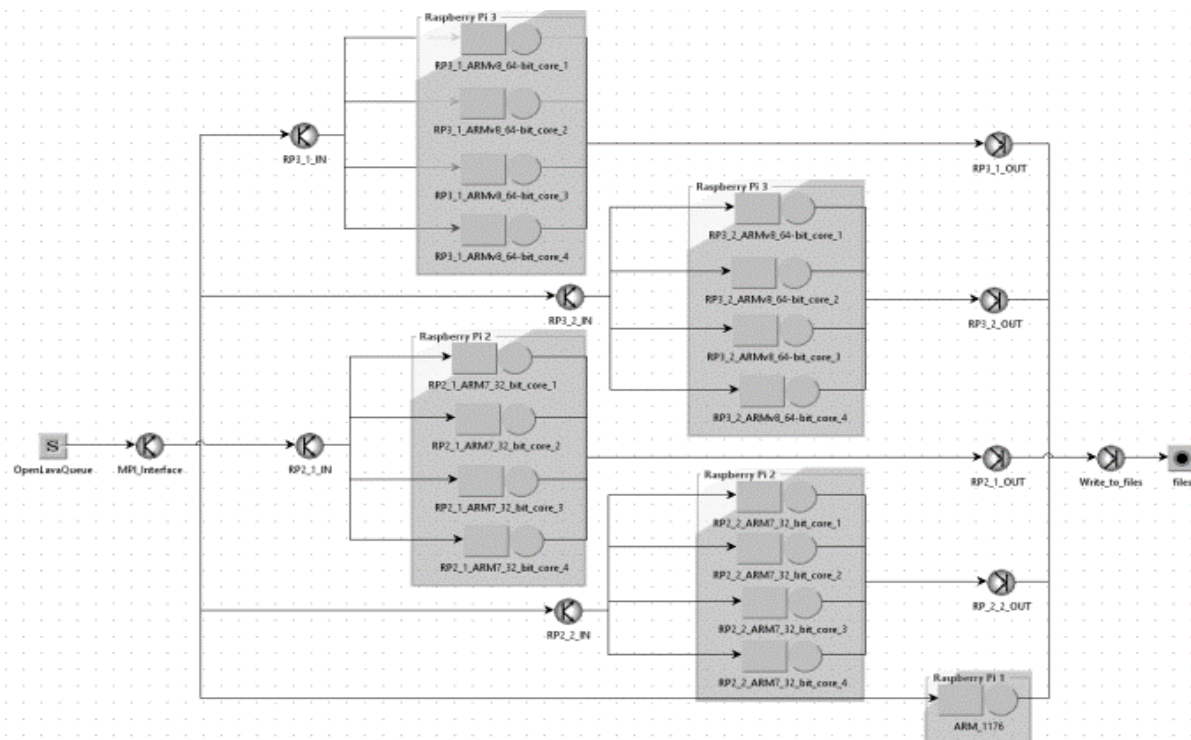 Raspberry Pi 3
RP3_1_ARMv8_64-bit_core_1
RP3_1_ARMv8_64-bit_core_2
RP3_1_ARMv8_64-bit_core_3
RP3_1_ARMv8_64-bit_core_4
RP3_1_IN
RP3_1_OUT
Raspberry Pi 3
RP3_2_ARMv8_64-bit_core_1
RP3_2_ARMv8_64-bit_core_2
RP3_2_ARMv8_64-bit_core_3
RP3_2_ARMv8_64-bit_core_4
RP3_2_IN
RP3_2_OUT
Raspberry Pi 2
RP2_1_ARM7_32_bit_core_1
RP2_1_ARM7_32_bit_core_2
RP2_1_ARM7_32_bit_core_3
RP2_1_ARM7_32_bit_core_4
S
OpenLavaQueue
MPI_Interface
RP2_1_IN
RP2_1_OUT
Write_to_files
files
Raspberry Pi 2
RP2_2_ARM7_32_bit_core_1
RP2_2_ARM7_32_bit_core_2
RP2_2_ARM7_32_bit_core_3
RP2_2_ARM7_32_bit_core_4
RP2_2_IN
RP_2_2_OUT
Raspberry Pi 1
ARM_1176